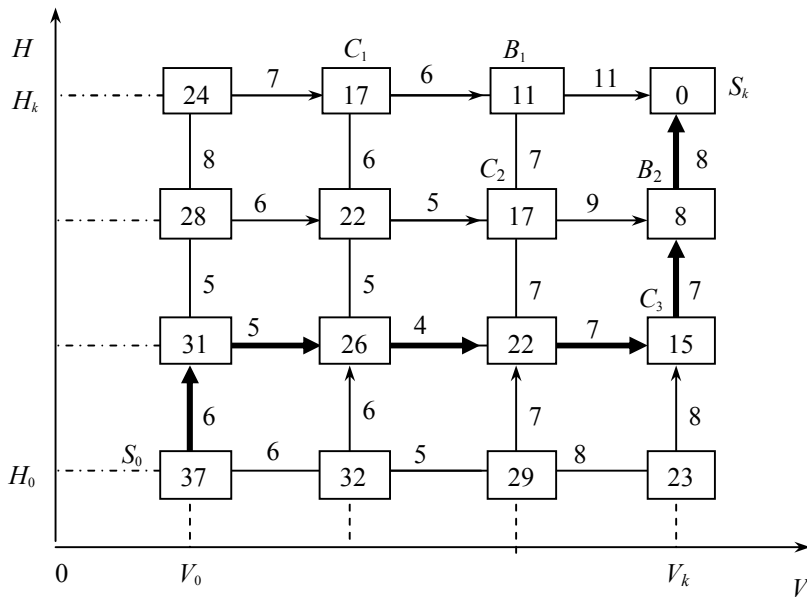 H C₁ B₁
24 7 17 6 11 11 0 Sₖ
Hₖ
8 6 7 8
C₂ B₂
28 6 22 5 17 9 8
5 5 7 7
C₃
31 5 26 4 22 7 15
6 6 7 8
S₀ 6 5 8
H₀ 37 32 29 23
0 V₀ Vₖ V